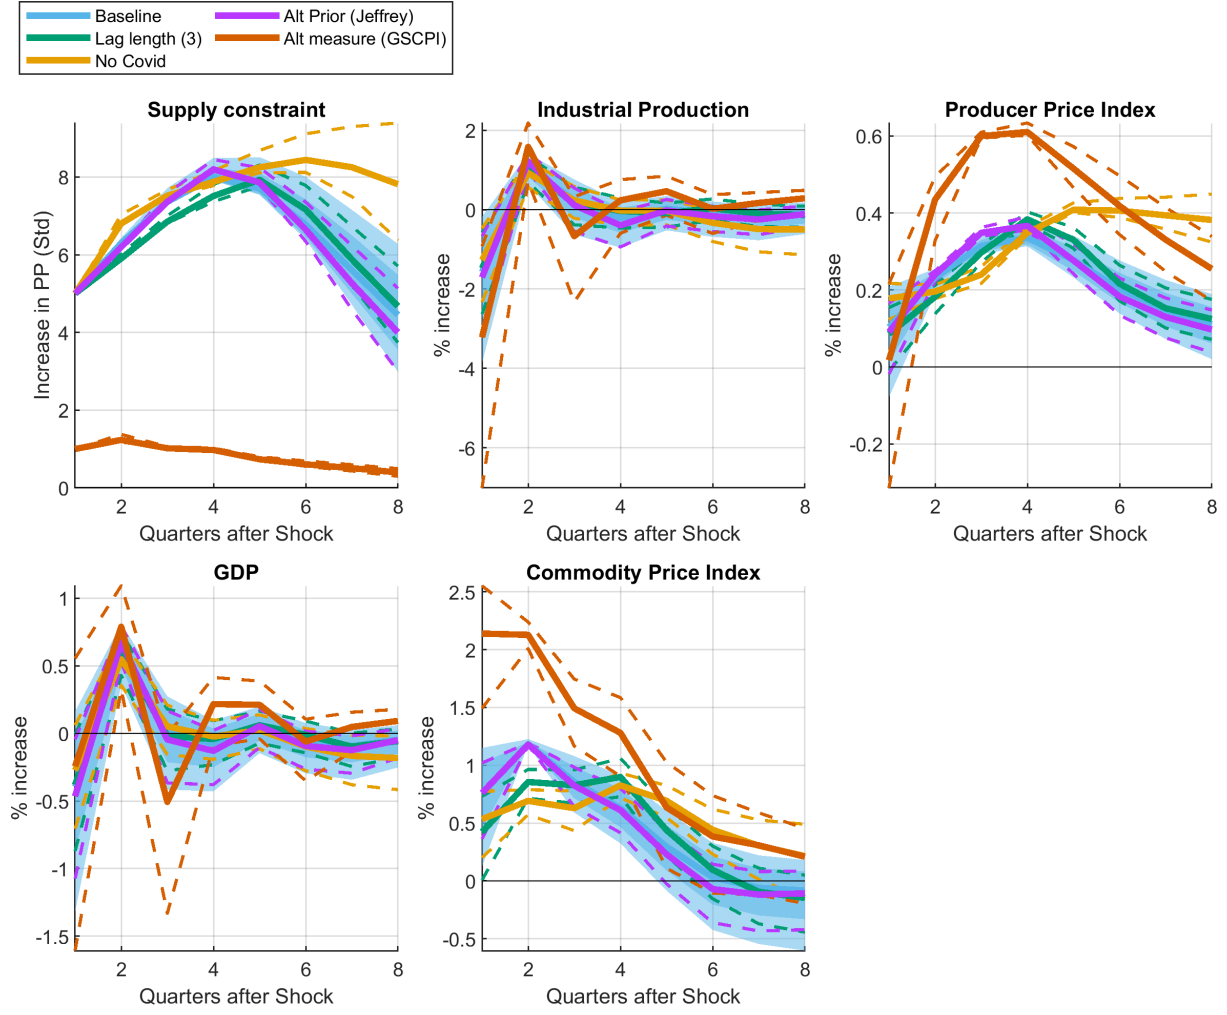 Baseline
Alt Prior (Jeffrey)
Lag length (3)
Alt measure (GSCPI)
No Covid
Supply constraint
Industrial Production
Producer Price Index
Increase in PP (Std)
8
6
4
2
0
2 4 6 8
Quarters after Shock
% increase
2
0
-2
-4
-6
2 4 6 8
Quarters after Shock
% increase
0.6
0.4
0.2
0
-0.2
2 4 6 8
Quarters after Shock
GDP
Commodity Price Index
% increase
1
0.5
0
-0.5
-1
-1.5
2 4 6 8
Quarters after Shock
% increase
2.5
2
1.5
1
0.5
0
-0.5
2 4 6 8
Quarters after Shock